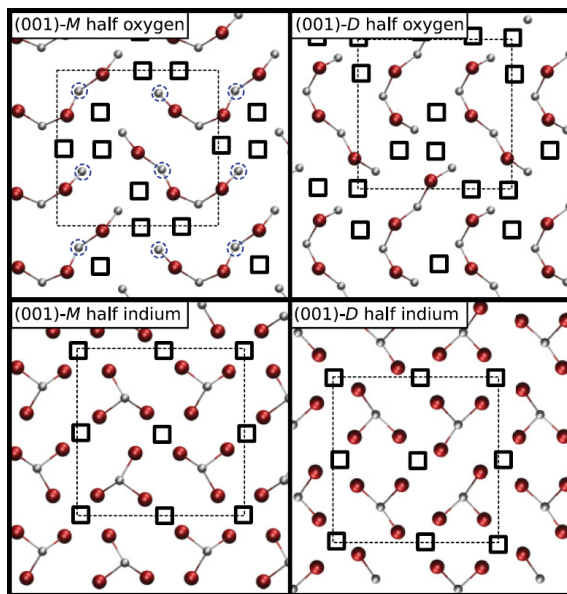 (001)-M half oxygen
(001)-D half oxygen
(001)-M half indium
(001)-D half indium